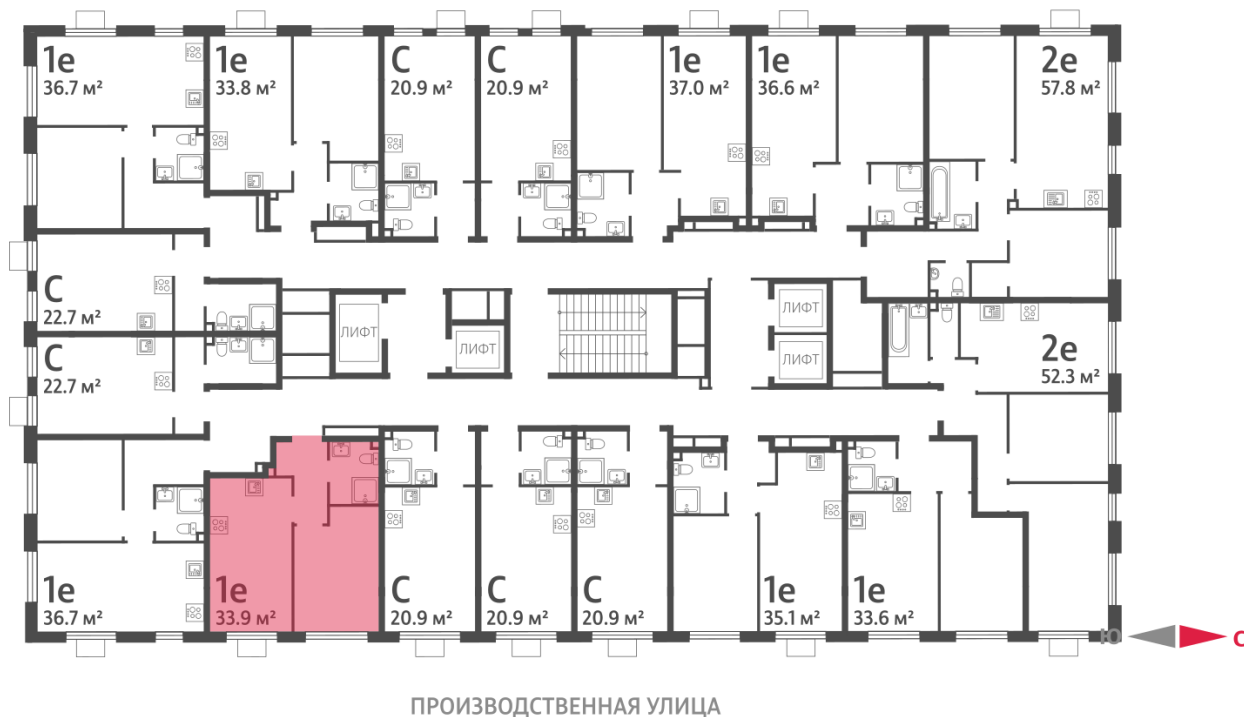 1е
36.7 м²
1е
33.8 м²
С
20.9 м²
С
20.9 м²
1е
37.0 м²
1е
36.6 м²
2е
57.8 м²
С
22.7 м²
ЛИФТ
ЛИФТ
ЛИФТ
ЛИФТ
С
22.7 м²
2е
52.3 м²
1е
36.7 м²
1е
33.9 м²
С
20.9 м²
С
20.9 м²
С
20.9 м²
1е
35.1 м²
1е
33.6 м²
Ю
С
ПРОИЗВОДСТВЕННАЯ УЛИЦА